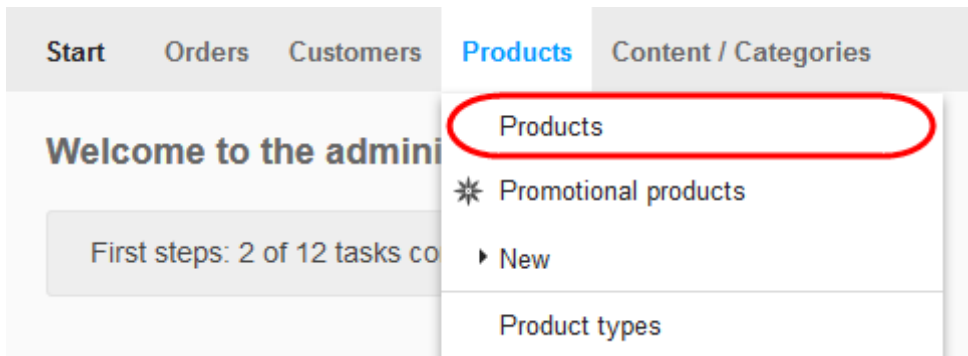 Start Orders Customers Products Content / Categories
Products
Welcome to the admini
Promotional products
First steps: 2 of 12 tasks co
New
Product types